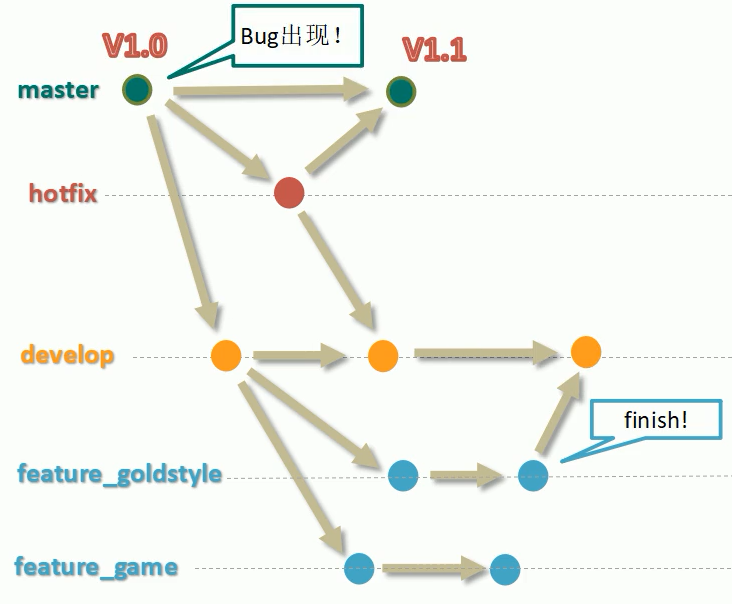 V1.0
Bug出现！
V1.1
master
hotfix
develop
finish!
feature_goldstyle
feature_game